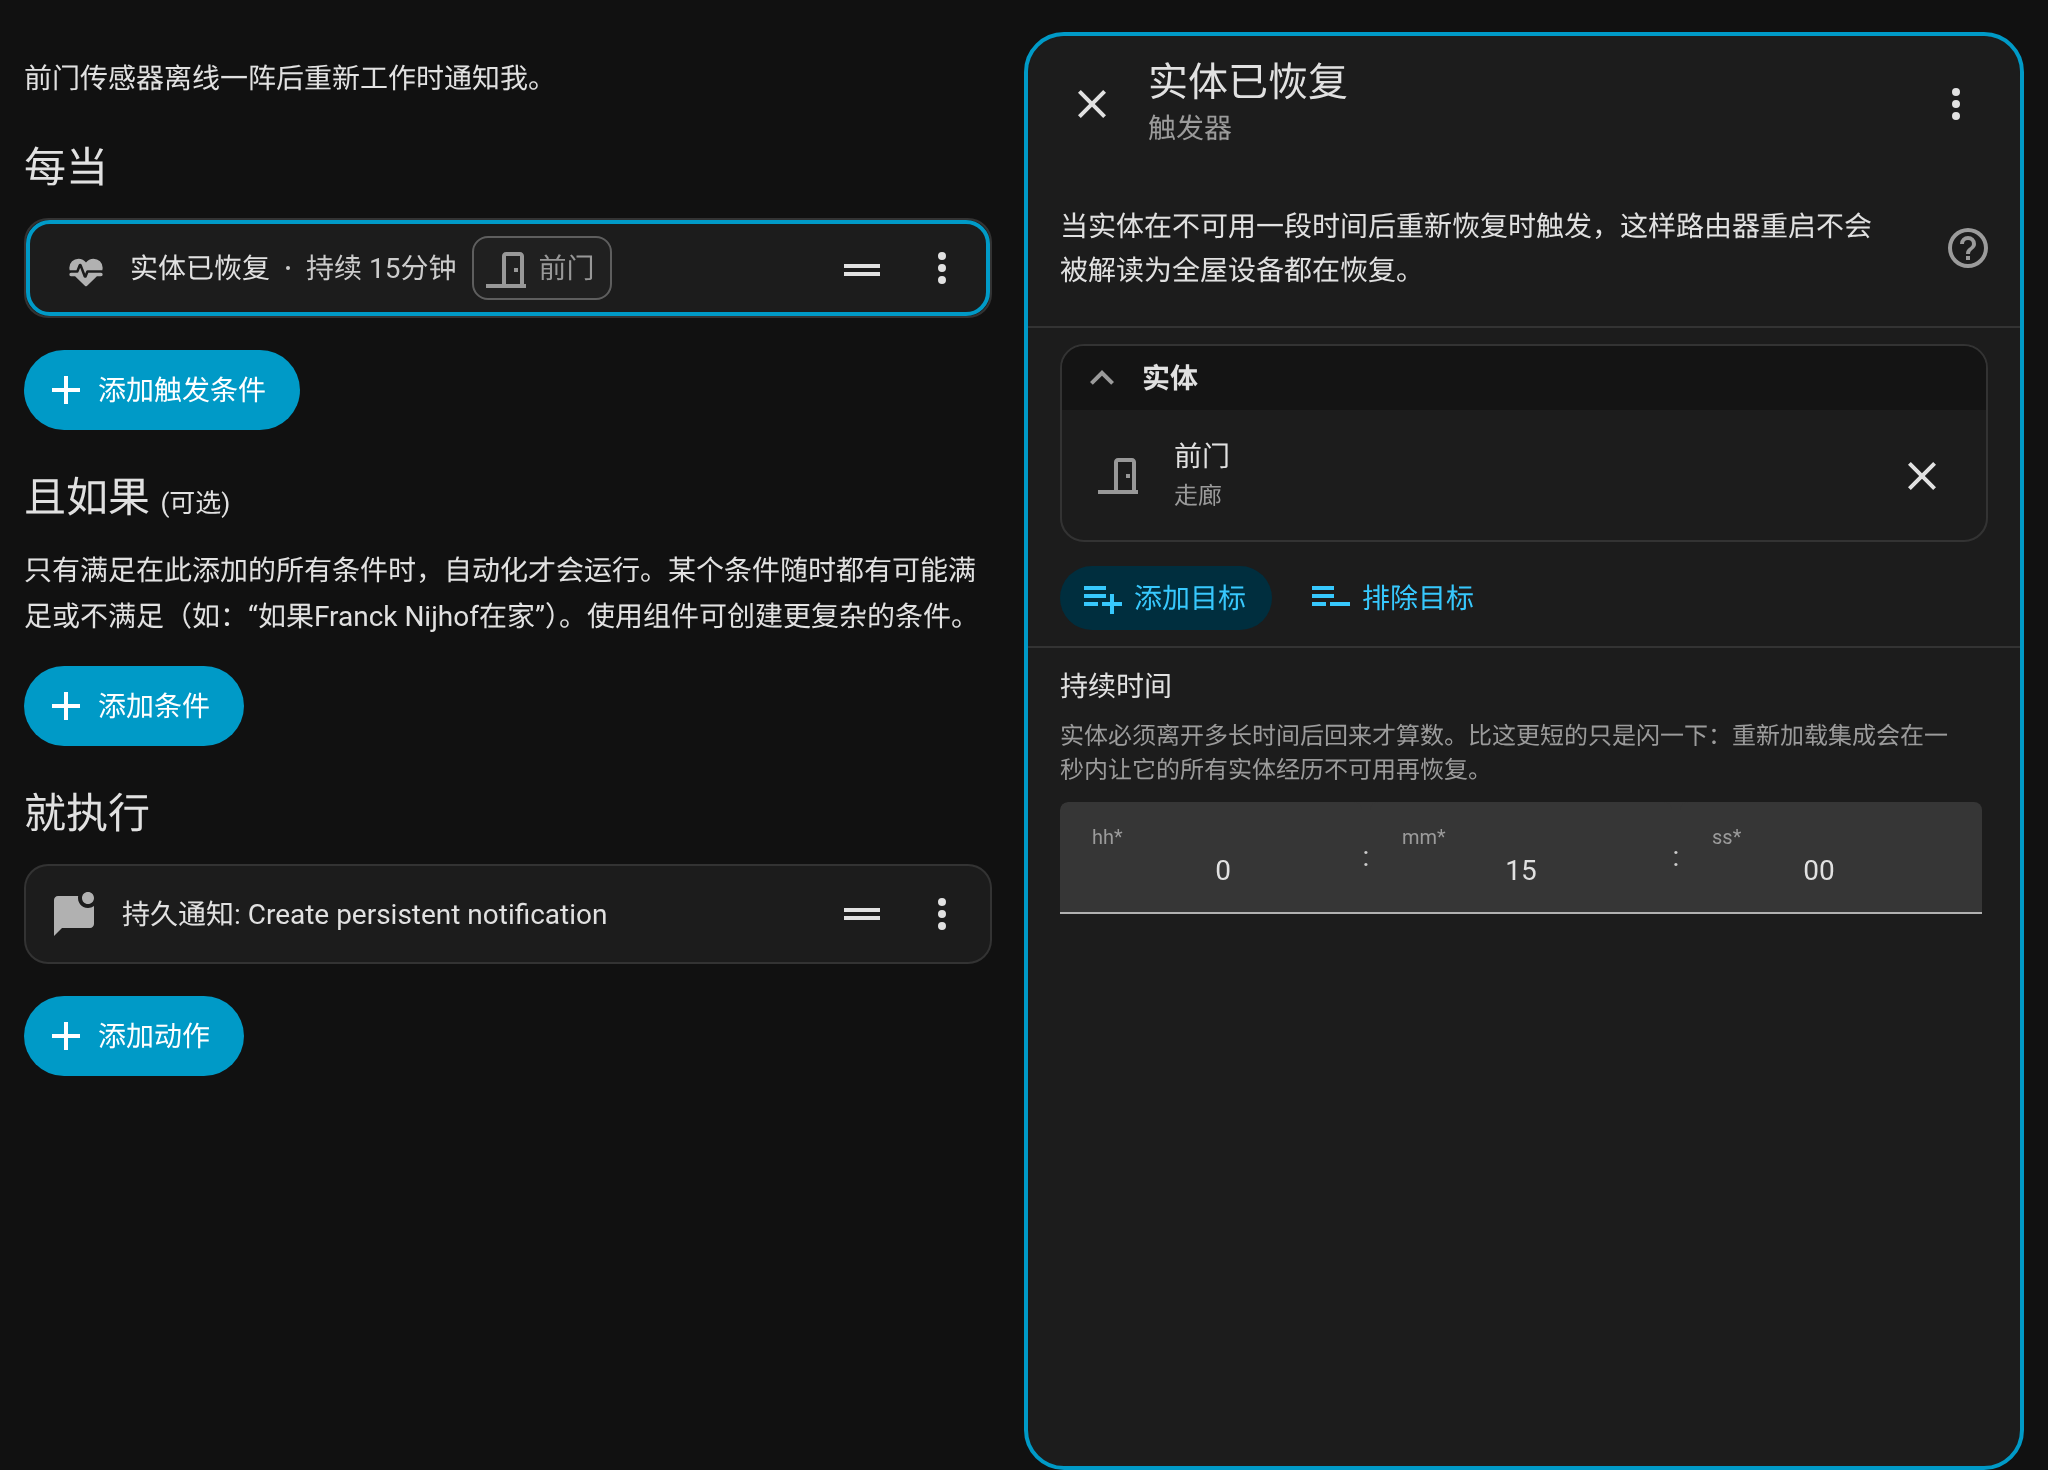 前门传感器离线一阵后重新工作时通知我。
每当
实体已恢复 · 持续 15分钟 前门
添加触发条件
且如果 (可选)
只有满足在此添加的所有条件时，自动化才会运行。某个条件随时都有可能满
足或不满足（如：“如果Franck Nijhof在家”）。使用组件可创建更复杂的条件。
添加条件
就执行
持久通知: Create persistent notification
添加动作
实体已恢复
触发器
当实体在不可用一段时间后重新恢复时触发，这样路由器重启不会
被解读为全屋设备都在恢复。
实体
前门
走廊
添加目标 排除目标
持续时间
实体必须离开多长时间后回来才算数。比这更短的只是闪一下：重新加载集成会在一
秒内让它的所有实体经历不可用再恢复。
hh* mm* ss*
0 : 15 : 00